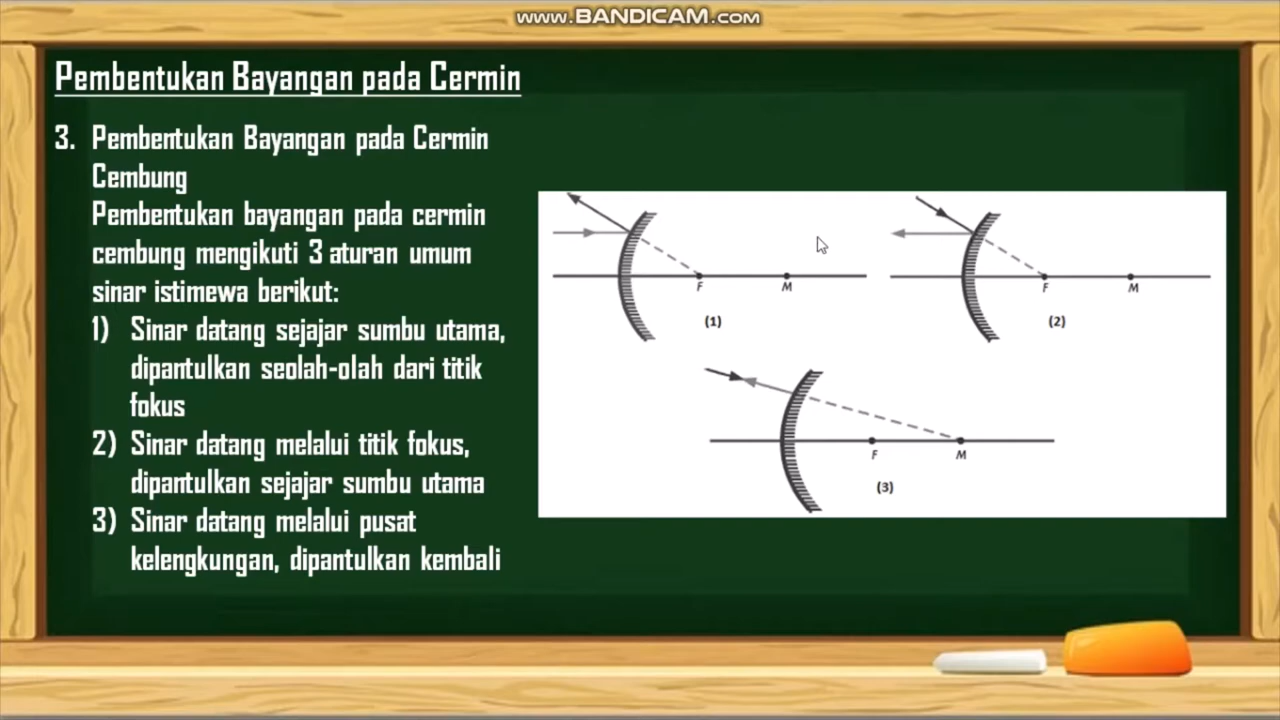 www.BANDICAM.com
Pembentukan Bayangan pada Cermin
3. Pembentukan Bayangan pada Cermin
Cembung
Pembentukan bayangan pada cermin
cembung mengikuti 3 aturan umum
sinar istimewa berikut:
1) Sinar datang sejajar sumbu utama,
dipantulkan seolah-olah dari titik
fokus
2) Sinar datang melalui titik fokus,
dipantulkan sejajar sumbu utama
3) Sinar datang melalui pusat
kelengkungan, dipantulkan kembali
F M
(1)
F M
(2)
F M
(3)